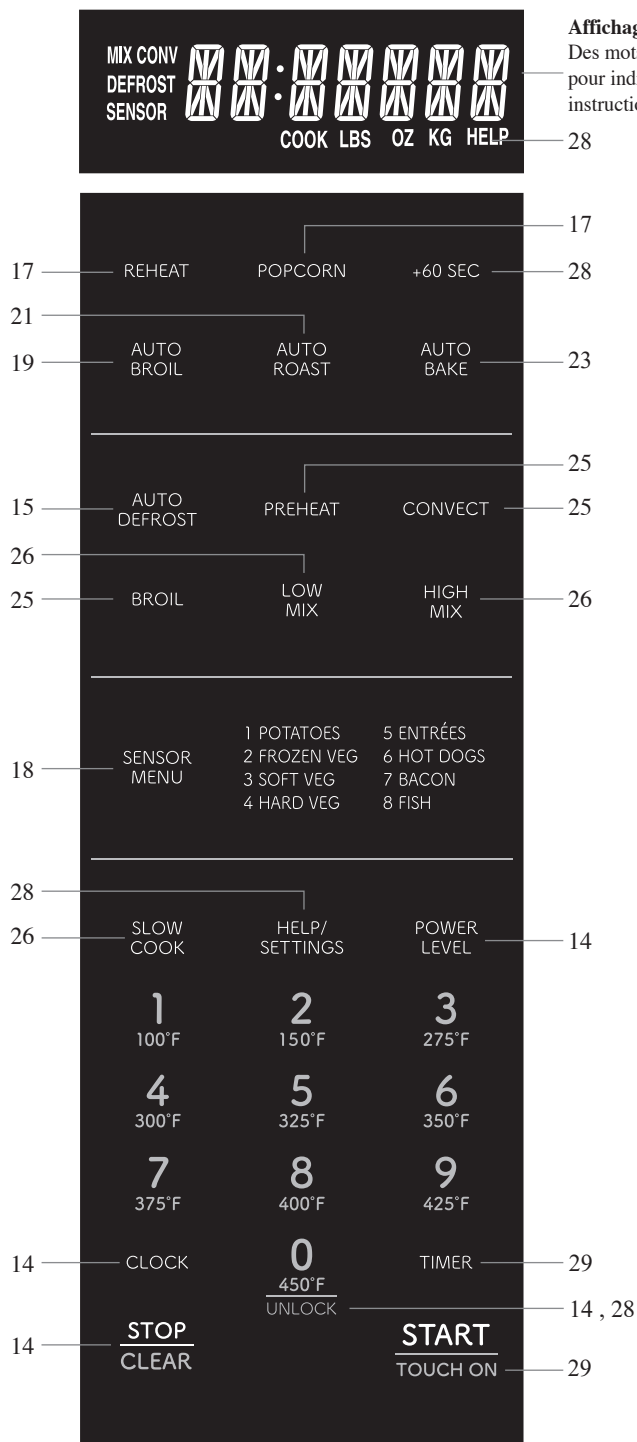 Affichag
Des mots
pour ind
instructio
MIX CONV
DEFROST
SENSOR
COOK LBS OZ KG HELP
28
17
17 REHEAT POPCORN +60 SEC 28
21
19 AUTO BROIL AUTO ROAST AUTO BAKE 23
25
15 AUTO DEFROST PREHEAT CONVECT 25
26
25 BROIL LOW MIX HIGH MIX 26
18 SENSOR MENU
1 POTATOES 5 ENTRÉES
2 FROZEN VEG 6 HOT DOGS
3 SOFT VEG 7 BACON
4 HARD VEG 8 FISH
28
26 SLOW COOK HELP/ SETTINGS POWER LEVEL 14
1 2 3
100°F 150°F 275°F
4 5 6
300°F 325°F 350°F
7 8 9
375°F 400°F 425°F
14 CLOCK 0 TIMER 29
450°F
UNLOCK 14 , 28
14 STOP START
CLEAR TOUCH ON 29